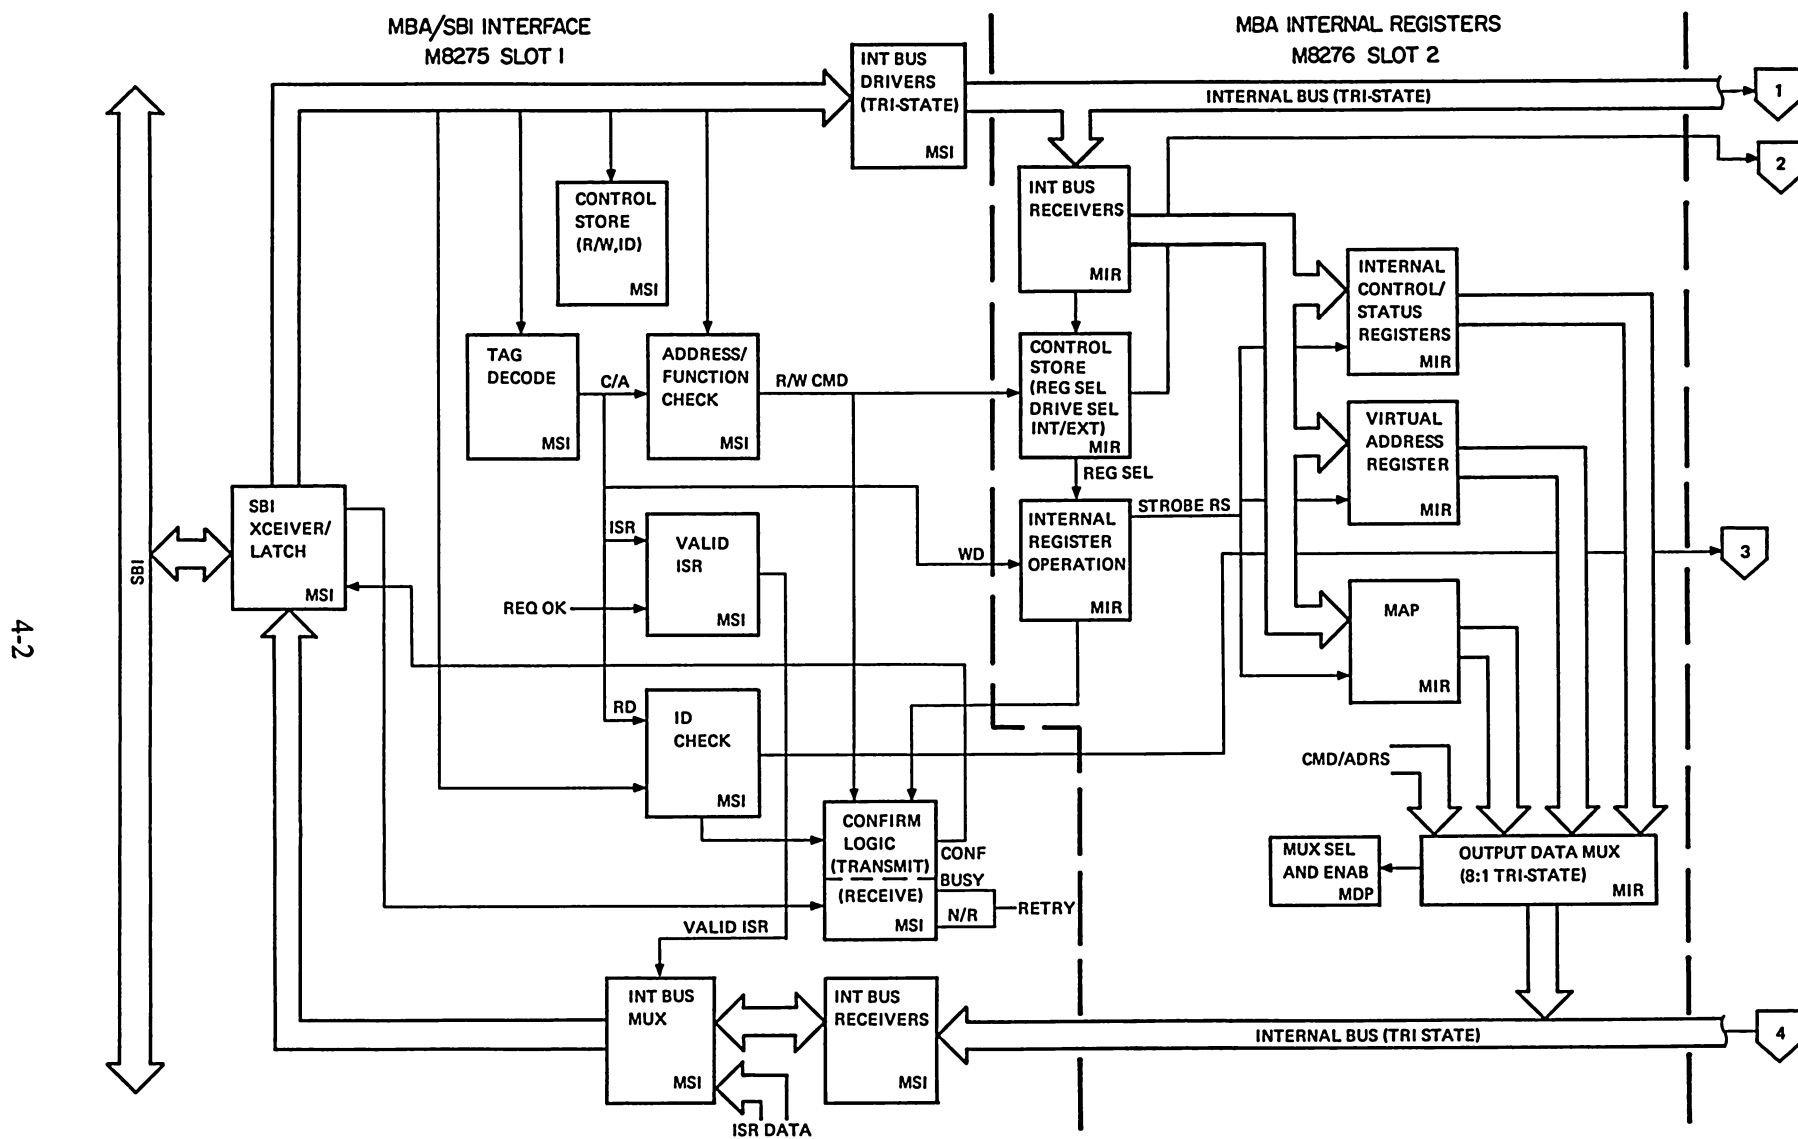 MBA/SBI INTERFACE
M8275 SLOT 1
MBA INTERNAL REGISTERS
M8276 SLOT 2
INT BUS
DRIVERS
(TRI-STATE)
MSI
INTERNAL BUS (TRI-STATE)
1
2
CONTROL
STORE
(R/W,ID)
MSI
INT BUS
RECEIVERS
MIR
INTERNAL
CONTROL/
STATUS
REGISTERS
MIR
TAG
DECODE
MSI
C/A
ADDRESS/
FUNCTION
CHECK
MSI
R/W CMD
CONTROL
STORE
(REG SEL
DRIVE SEL
INT/EXT)
MIR
REG SEL
VIRTUAL
ADDRESS
REGISTER
MIR
SBI
SBI
XCEIVER/
LATCH
MSI
ISR
VALID
ISR
MSI
REQ OK
WD
INTERNAL
REGISTER
OPERATION
MIR
STROBE RS
3
MAP
MIR
4-2
RD
ID
CHECK
MSI
CMD/ADRS
CONFIRM
LOGIC
(TRANSMIT)
(RECEIVE)
MSI
CONF
BUSY
N/R
RETRY
MUX SEL
AND ENAB
MDP
OUTPUT DATA MUX
(8:1 TRI-STATE)
MIR
VALID ISR
INT BUS
MUX
MSI
INT BUS
RECEIVERS
MSI
INTERNAL BUS (TRI STATE)
4
ISR DATA